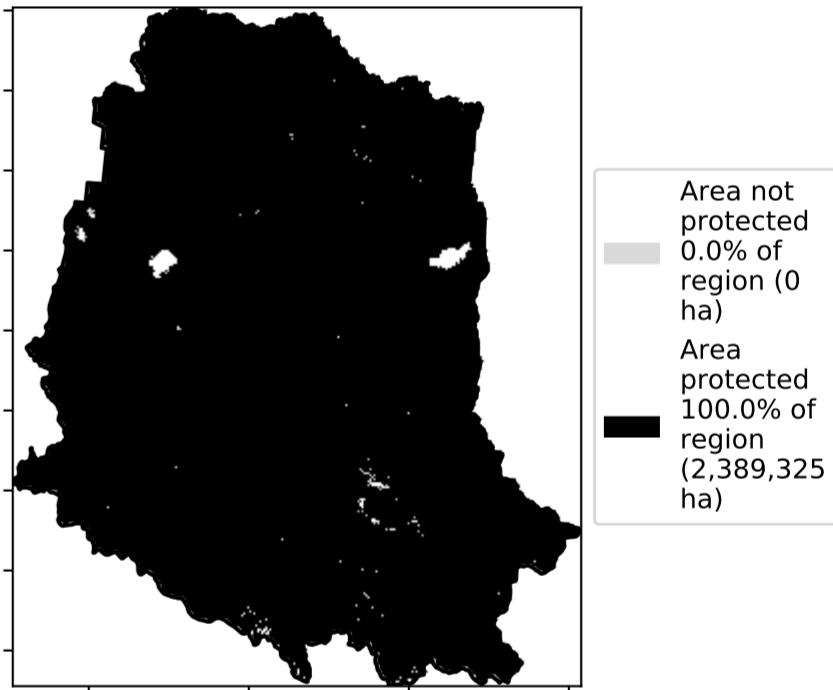 Area not
protected
0.0% of
region (0
ha)
Area
protected
100.0% of
region
(2,389,325
ha)